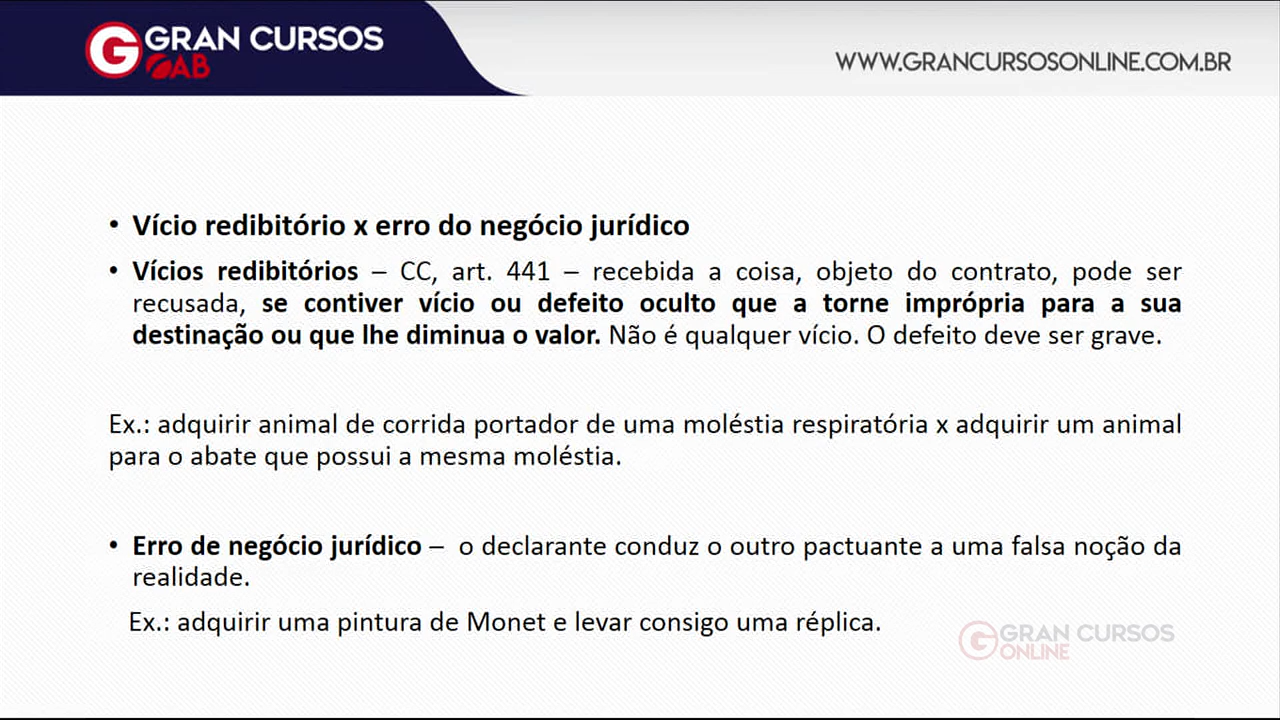 GRAN CURSOS
OAB
WWW.GRANCURSOSONLINE.COM.BR
• Vício redibitório x erro do negócio jurídico
• Vícios redibitórios – CC, art. 441 – recebida a coisa, objeto do contrato, pode ser
recusada, se contiver vício ou defeito oculto que a torne imprópria para a sua
destinação ou que lhe diminua o valor. Não é qualquer vício. O defeito deve ser grave.
Ex.: adquirir animal de corrida portador de uma moléstia respiratória x adquirir um animal
para o abate que possui a mesma moléstia.
• Erro de negócio jurídico – o declarante conduz o outro pactuante a uma falsa noção da
realidade.
Ex.: adquirir uma pintura de Monet e levar consigo uma réplica.
GRAN CURSOS
ONLINE